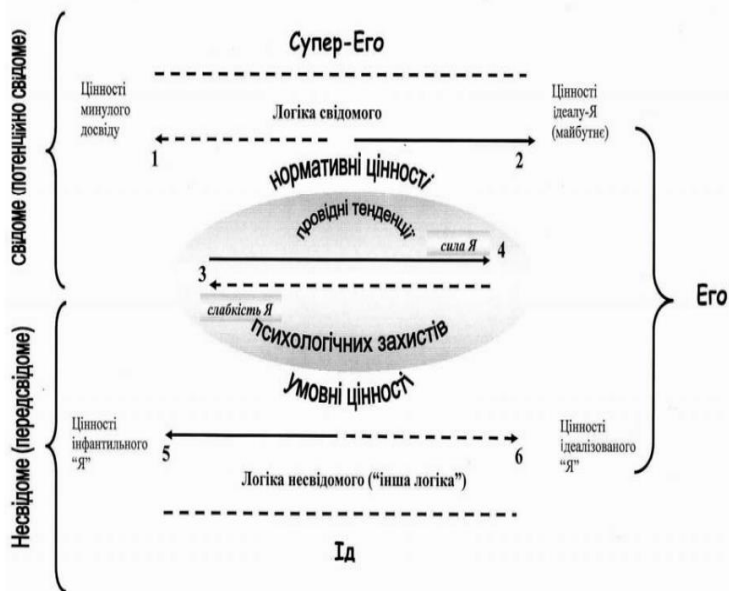 Супер-Его
Цінності
минулого
досвіду
Логіка свідомого
Цінності
ідеалу-Я
(майбутнє)
1
2
свідоме (потенчійно свідоме)
нормативні цінності
провідні тенденції
сила Я
4
3
слабкість Я
психологічних захистів
умовні цінності
Его
Несвідоме (передсвідоме)
Цінності
інфантильного
"Я"
5
6
Цінності
ідеалізованого
"Я"
Логіка несвідомого ("інша логіка")
Ід